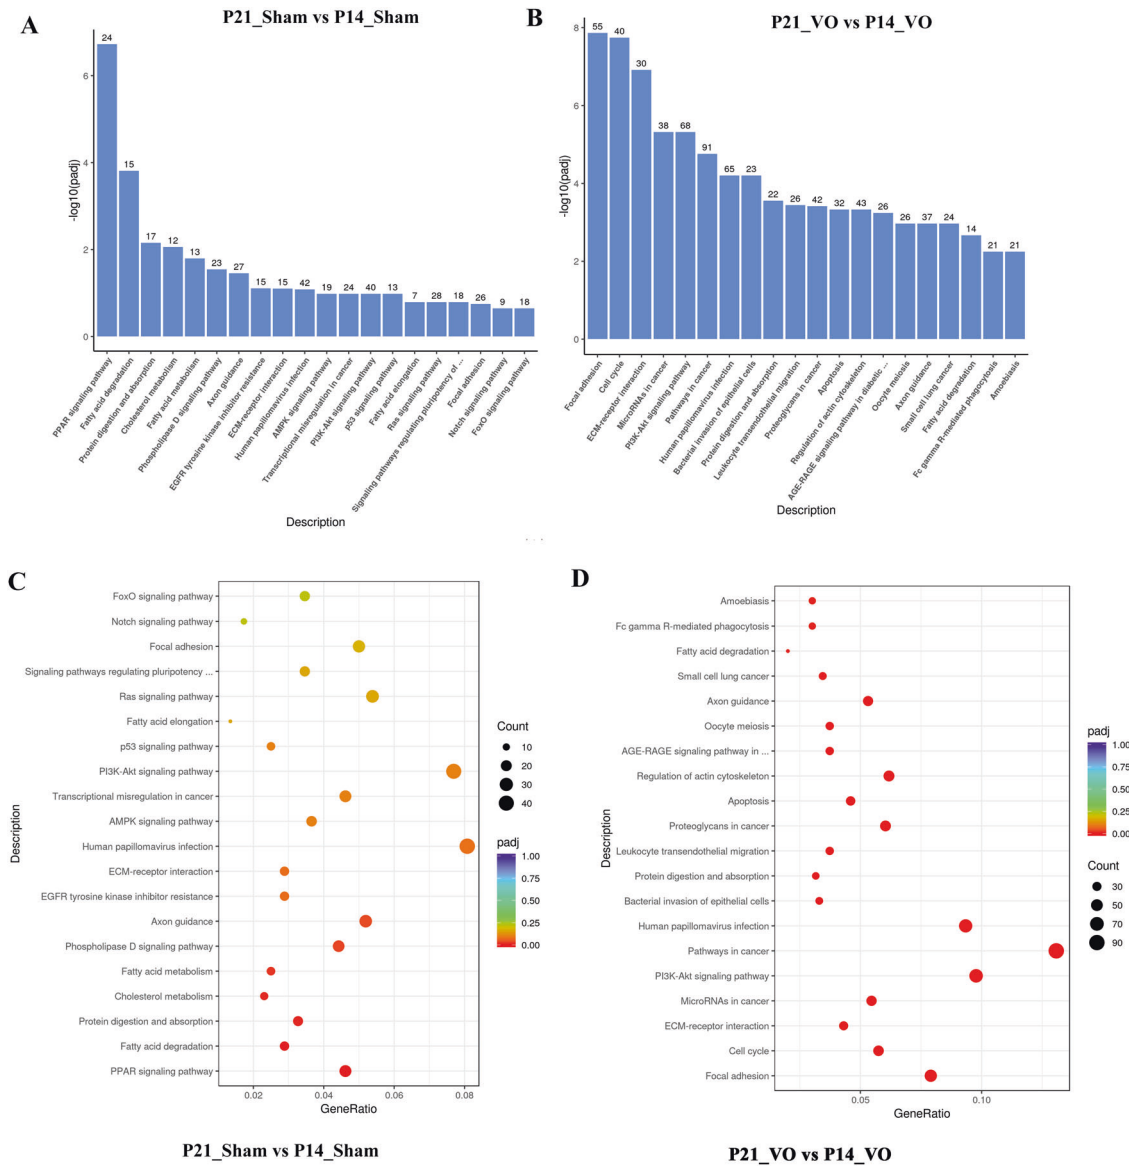 A
P21_Sham vs P14_Sham
24
15
17
12
13
23
27
15
15
42
19
24
40
13
7
28
18
26
9
18
6
4
2
0
-log10(padj)
PPAR signaling pathway
Fatty acid degradation
Protein digestion and absorption
Cholesterol metabolism
Fatty acid metabolism
Phospholipase D signaling pathway
Axon guidance
EGFR tyrosine kinase inhibitor resistance
ECM-receptor interaction
Human papillomavirus infection
AMPK signaling pathway
Transcriptional misregulation in cancer
PI3K-Akt signaling pathway
p53 signaling pathway
Fatty acid elongation
Ras signaling pathway
Signaling pathways regulating pluripotency of ...
Focal adhesion
Notch signaling pathway
FoxO signaling pathway
Description
B
P21_VO vs P14_VO
55
40
30
38
68
91
65
23
22
26
42
32
43
26
26
37
24
14
21
21
8
6
4
2
0
-log10(padj)
Focal adhesion
Cell cycle
ECM-receptor interaction
MicroRNAs in cancer
PI3K-Akt signaling pathway
Pathways in cancer
Human papillomavirus infection
Bacterial invasion of epithelial cells
Protein digestion and absorption
Leukocyte transendothelial migration
Proteoglycans in cancer
Apoptosis
Regulation of actin cytoskeleton
AGE-RAGE signaling pathway in diabetic ...
Oocyte meiosis
Axon guidance
Small cell lung cancer
Fatty acid degradation
Fc gamma R-mediated phagocytosis
Amoebiasis
Description
C
FoxO signaling pathway
Notch signaling pathway
Focal adhesion
Signaling pathways regulating pluripotency ...
Ras signaling pathway
Fatty acid elongation
p53 signaling pathway
PI3K-Akt signaling pathway
Transcriptional misregulation in cancer
AMPK signaling pathway
Human papillomavirus infection
ECM-receptor interaction
EGFR tyrosine kinase inhibitor resistance
Axon guidance
Phospholipase D signaling pathway
Fatty acid metabolism
Cholesterol metabolism
Protein digestion and absorption
Fatty acid degradation
PPAR signaling pathway
Description
0.02
0.04
0.06
0.08
GeneRatio
Count
10
20
30
40
padj
1.00
0.75
0.50
0.25
0.00
P21_Sham vs P14_Sham
D
Amoebiasis
Fc gamma R-mediated phagocytosis
Fatty acid degradation
Small cell lung cancer
Axon guidance
Oocyte meiosis
AGE-RAGE signaling pathway in ...
Regulation of actin cytoskeleton
Apoptosis
Proteoglycans in cancer
Leukocyte transendothelial migration
Protein digestion and absorption
Bacterial invasion of epithelial cells
Human papillomavirus infection
Pathways in cancer
PI3K-Akt signaling pathway
MicroRNAs in cancer
ECM-receptor interaction
Cell cycle
Focal adhesion
Description
0.05
0.10
GeneRatio
padj
1.00
0.75
0.50
0.25
0.00
Count
30
50
70
90
P21_VO vs P14_VO